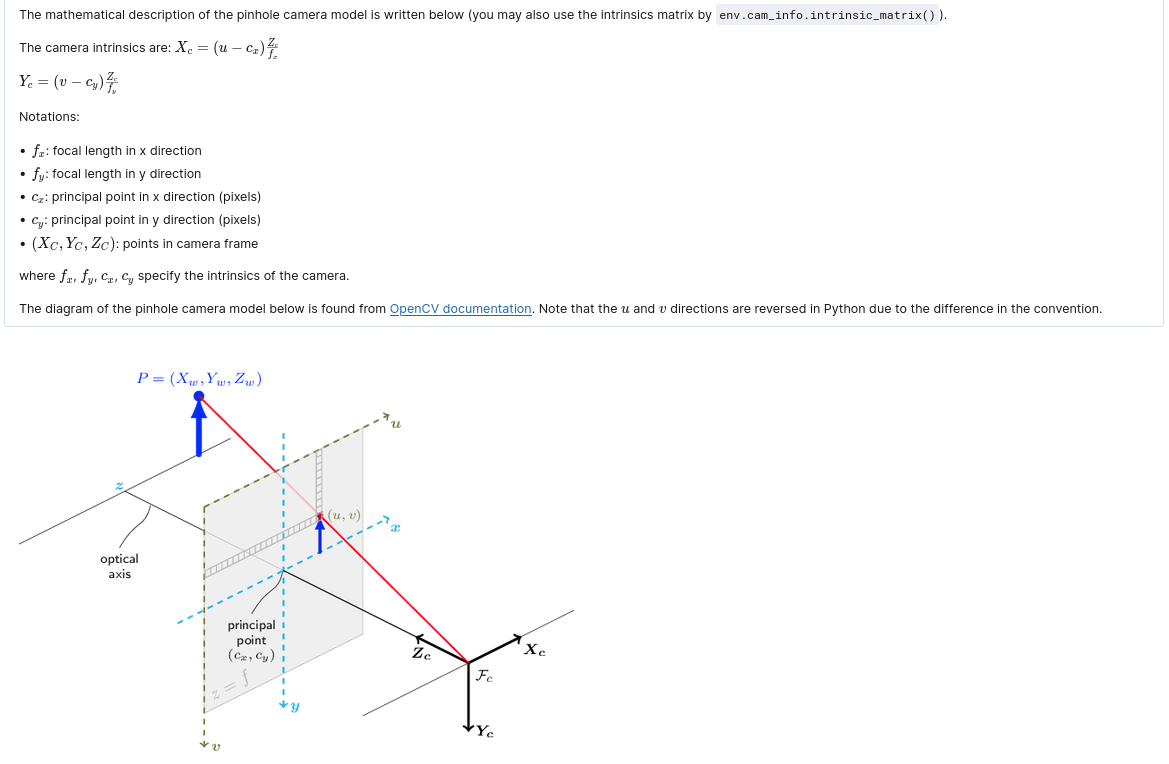 The mathematical description of the pinhole camera model is written below (you may also use the intrinsics matrix by env.cam_info.intrinsic_matrix() ).
The camera intrinsics are: $X_c = (u - c_x)\frac{Z_c}{f_x}$
$Y_c = (v - c_y)\frac{Z_c}{f_y}$
Notations:
• $f_x$: focal length in x direction
• $f_y$: focal length in y direction
• $c_x$: principal point in x direction (pixels)
• $c_y$: principal point in y direction (pixels)
• $(X_C, Y_C, Z_C)$: points in camera frame
where $f_x$, $f_y$, $c_x$, $c_y$ specify the intrinsics of the camera.
The diagram of the pinhole camera model below is found from OpenCV documentation. Note that the $u$ and $v$ directions are reversed in Python due to the difference in the convention.
$P = (X_w, Y_w, Z_w)$
u
z
(u, v)
x
optical
axis
principal
point
$(c_x, c_y)$
$Z_c$
$X_c$
$\mathcal{F}_c$
z = f
y
$Y_c$
v